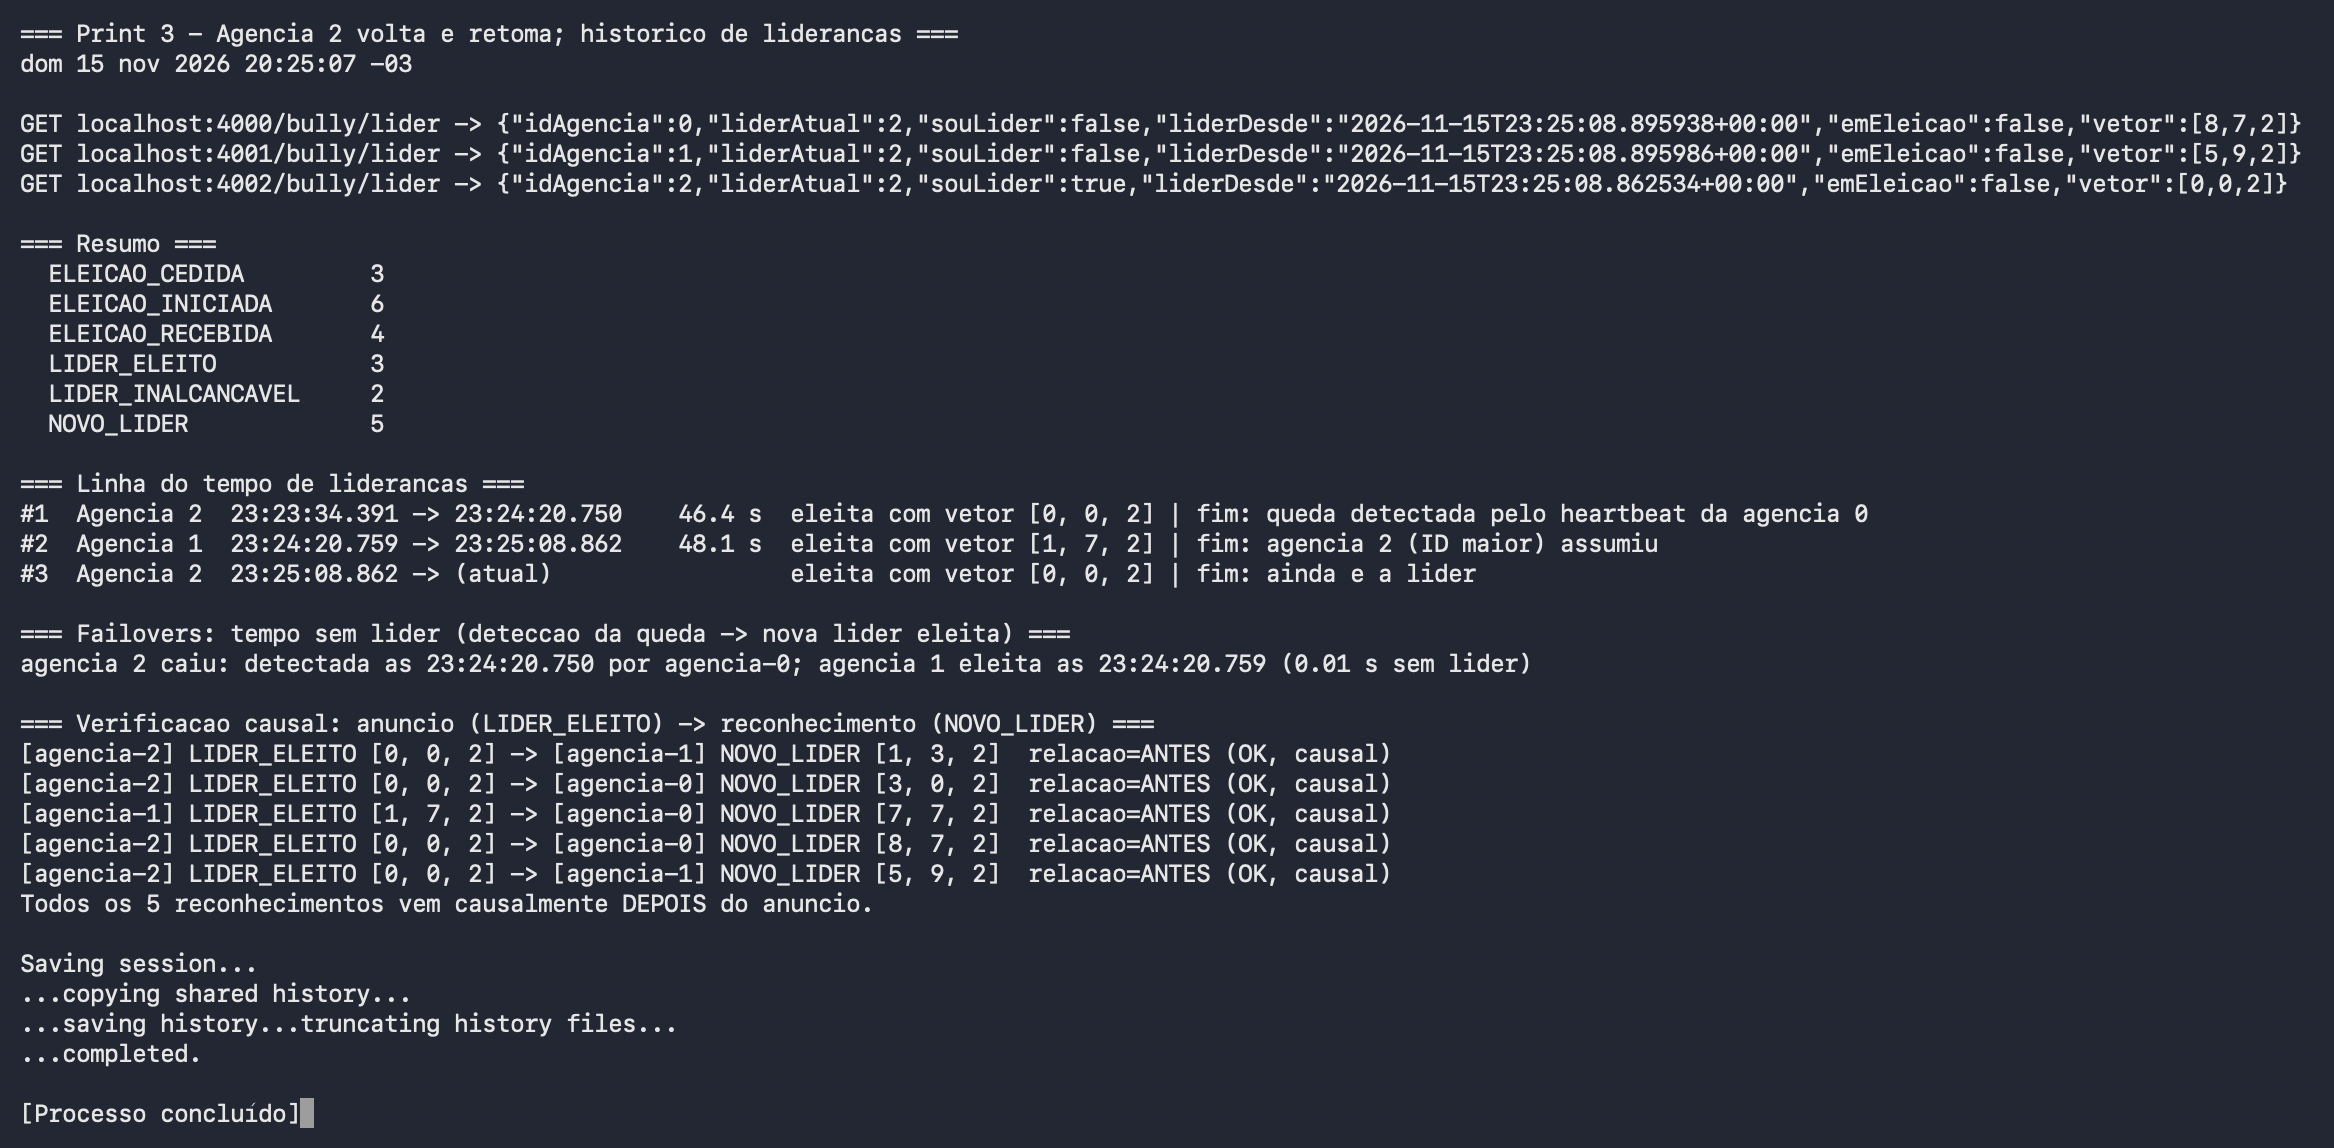 === Print 3 - Agencia 2 volta e retoma; historico de liderancas ===
dom 15 nov 2026 20:25:07 -03
GET localhost:4000/bully/lider -> {"idAgencia":0,"liderAtual":2,"souLider":false,"liderDesde":"2026-11-15T23:25:08.895938+00:00","emEleicao":false,"vetor":[8,7,2]}
GET localhost:4001/bully/lider -> {"idAgencia":1,"liderAtual":2,"souLider":false,"liderDesde":"2026-11-15T23:25:08.895986+00:00","emEleicao":false,"vetor":[5,9,2]}
GET localhost:4002/bully/lider -> {"idAgencia":2,"liderAtual":2,"souLider":true,"liderDesde":"2026-11-15T23:25:08.862534+00:00","emEleicao":false,"vetor":[0,0,2]}
=== Resumo ===
ELEICAO_CEDIDA 3
ELEICAO_INICIADA 6
ELEICAO_RECEBIDA 4
LIDER_ELEITO 3
LIDER_INALCANCAVEL 2
NOVO_LIDER 5
=== Linha do tempo de liderancas ===
#1 Agencia 2 23:23:34.391 -> 23:24:20.750 46.4 s eleita com vetor [0, 0, 2] | fim: queda detectada pelo heartbeat da agencia 0
#2 Agencia 1 23:24:20.759 -> 23:25:08.862 48.1 s eleita com vetor [1, 7, 2] | fim: agencia 2 (ID maior) assumiu
#3 Agencia 2 23:25:08.862 -> (atual) eleita com vetor [0, 0, 2] | fim: ainda e a lider
=== Failovers: tempo sem lider (deteccao da queda -> nova lider eleita) ===
agencia 2 caiu: detectada as 23:24:20.750 por agencia-0; agencia 1 eleita as 23:24:20.759 (0.01 s sem lider)
=== Verificacao causal: anuncio (LIDER_ELEITO) -> reconhecimento (NOVO_LIDER) ===
[agencia-2] LIDER_ELEITO [0, 0, 2] -> [agencia-1] NOVO_LIDER [1, 3, 2] relacao=ANTES (OK, causal)
[agencia-2] LIDER_ELEITO [0, 0, 2] -> [agencia-0] NOVO_LIDER [3, 0, 2] relacao=ANTES (OK, causal)
[agencia-1] LIDER_ELEITO [1, 7, 2] -> [agencia-0] NOVO_LIDER [7, 7, 2] relacao=ANTES (OK, causal)
[agencia-2] LIDER_ELEITO [0, 0, 2] -> [agencia-0] NOVO_LIDER [8, 7, 2] relacao=ANTES (OK, causal)
[agencia-2] LIDER_ELEITO [0, 0, 2] -> [agencia-1] NOVO_LIDER [5, 9, 2] relacao=ANTES (OK, causal)
Todos os 5 reconhecimentos vem causalmente DEPOIS do anuncio.
Saving session...
...copying shared history...
...saving history...truncating history files...
...completed.
[Processo concluído]